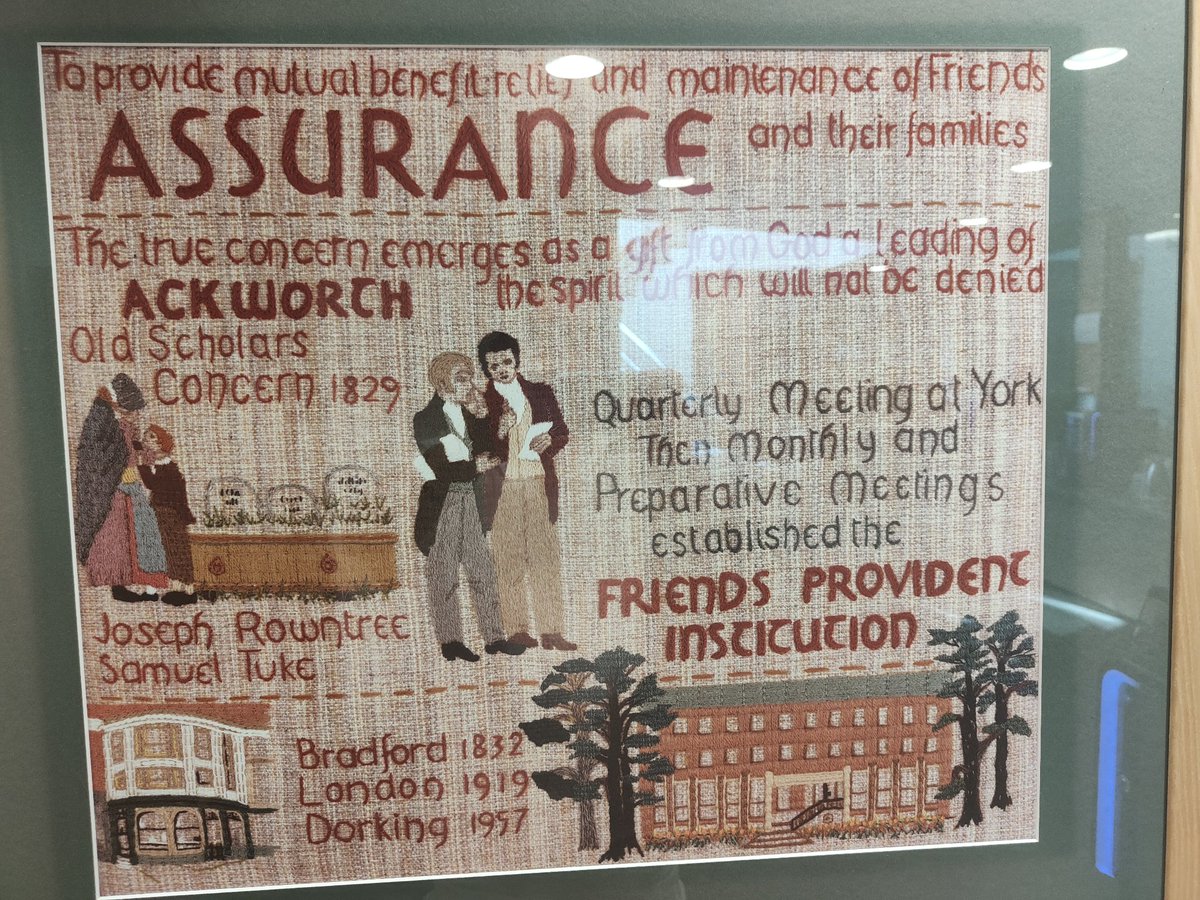 To provide mutual benefit relief and maintenance of Friends
ASSURANCE and their families
The true concern emerges as a gift from God a leading of
the spirit which will not be denied
ACKWORTH
Old Scholars
Concern 1829
Quarterly Meeting at York
Then Monthly and
Preparative Meetings
established the
FRIENDS PROVIDENT
INSTITUTION
Joseph Rowntree
Samuel Tuke
Bradford 1832
London 1919
Dorking 1957